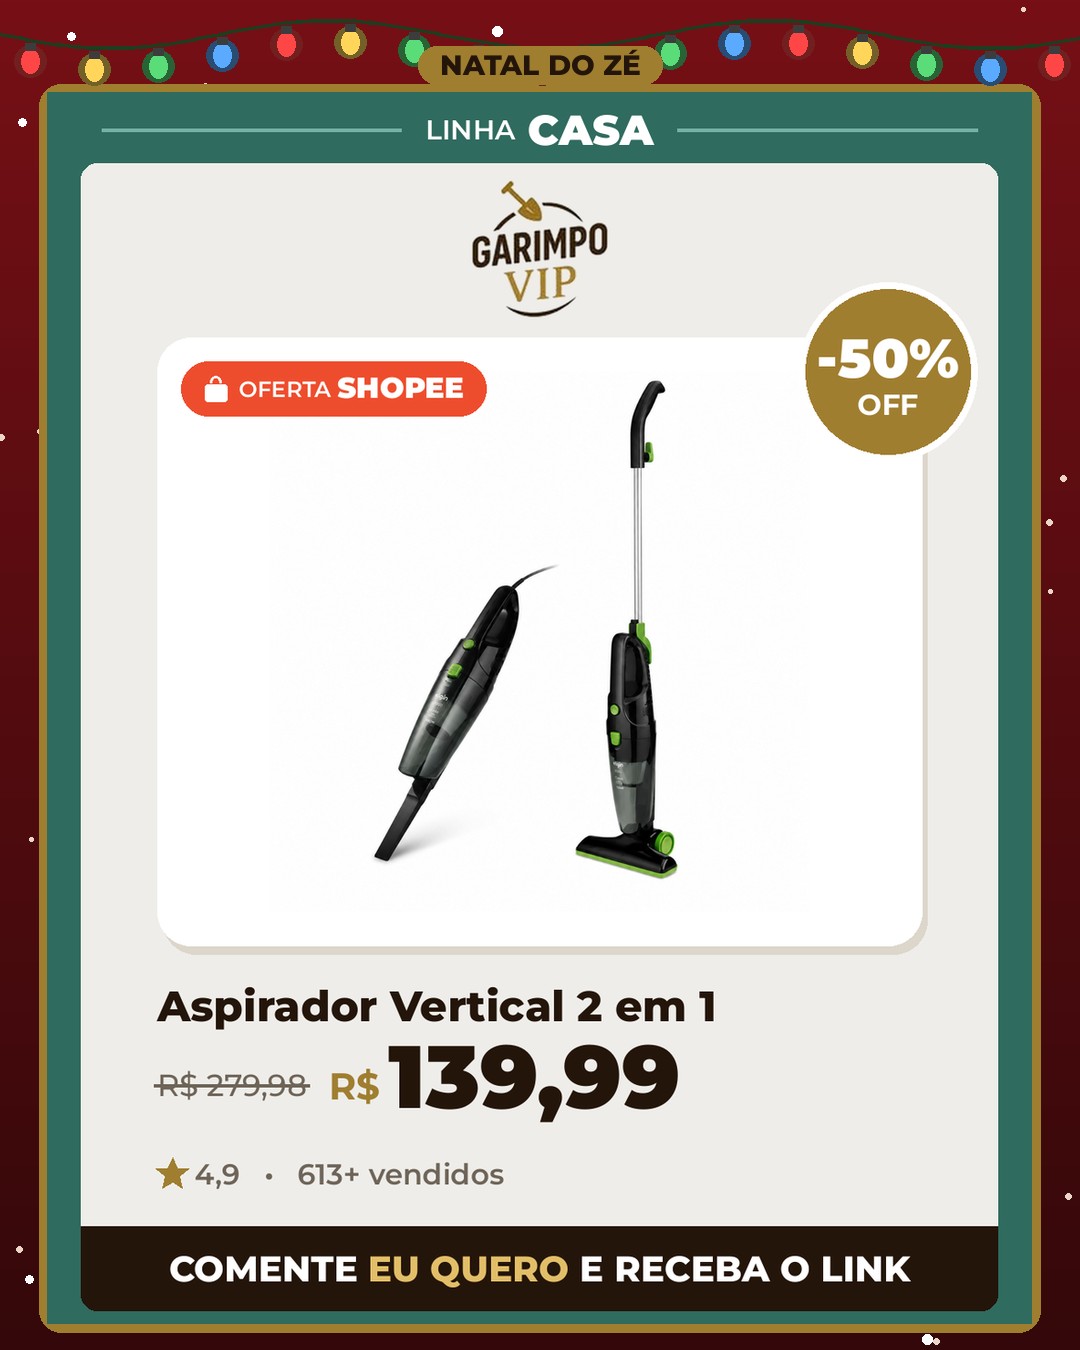 NATAL DO ZÉ
LINHA CASA
GARIMPO
VIP
-50%
OFF
OFERTA SHOPEE
Aspirador Vertical 2 em 1
R$ 279,98 R$ 139,99
4,9 • 613+ vendidos
COMENTE EU QUERO E RECEBA O LINK